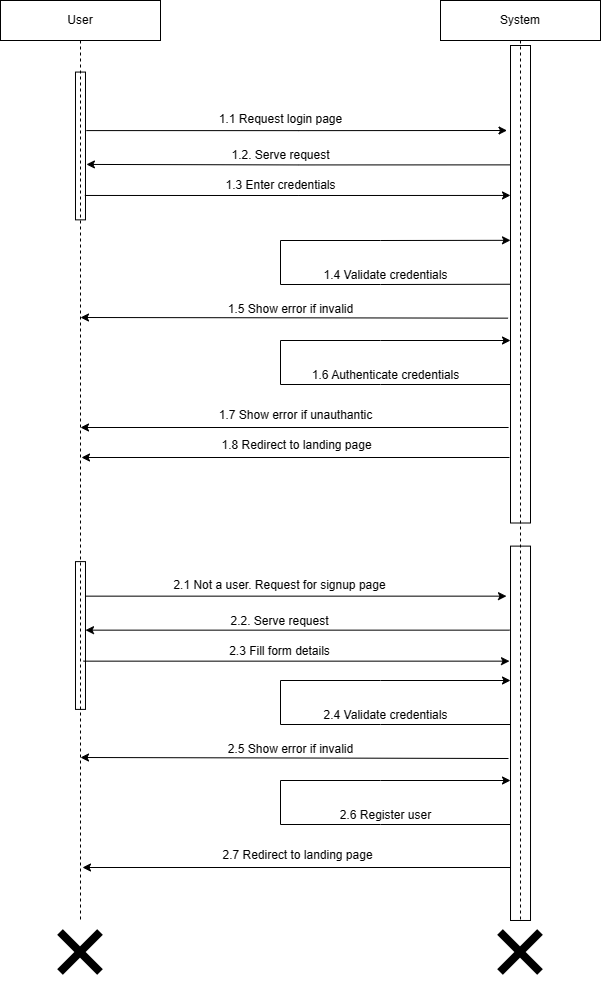 User
System
1.1 Request login page
1.2. Serve request
1.3 Enter credentials
1.4 Validate credentials
1.5 Show error if invalid
1.6 Authenticate credentials
1.7 Show error if unauthantic
1.8 Redirect to landing page
2.1 Not a user. Request for signup page
2.2. Serve request
2.3 Fill form details
2.4 Validate credentials
2.5 Show error if invalid
2.6 Register user
2.7 Redirect to landing page